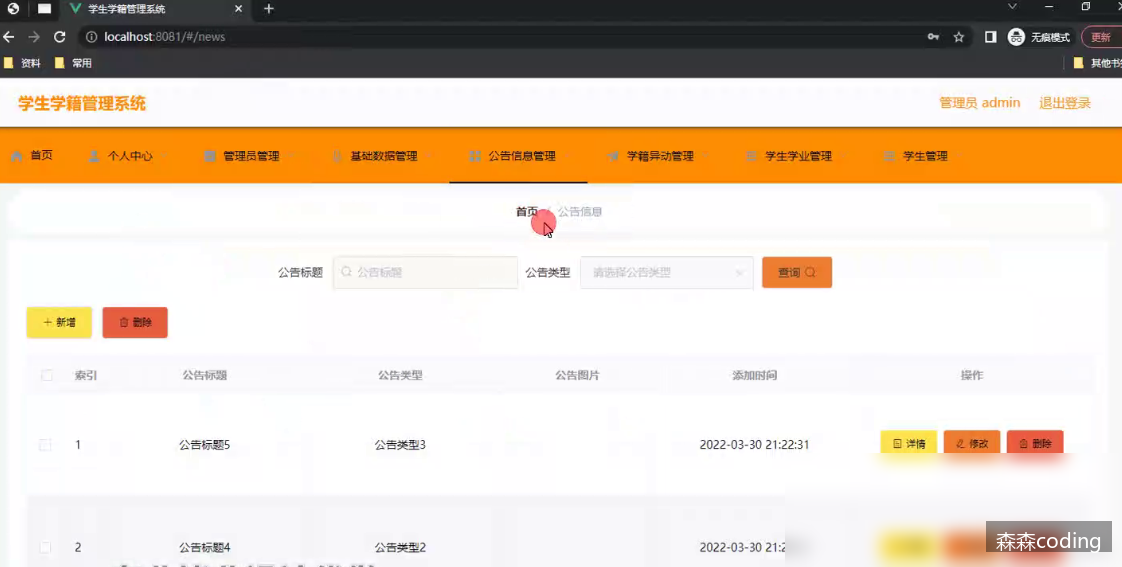 学生学籍管理系统
localhost:8081/#/news
无痕模式
更新
资料
常用
其他书签
学生学籍管理系统
管理员 admin
退出登录
首页
个人中心
管理员管理
基础数据管理
公告信息管理
学籍异动管理
学生学业管理
学生管理
首页 / 公告信息
公告标题
公告标题
公告类型
请选择公告类型
查询
新增
删除
索引 公告标题 公告类型 公告图片 添加时间 操作
1 公告标题5 公告类型3 2022-03-30 21:22:31 详情 修改 删除
2 公告标题4 公告类型2 2022-03-30 21:2
森森coding